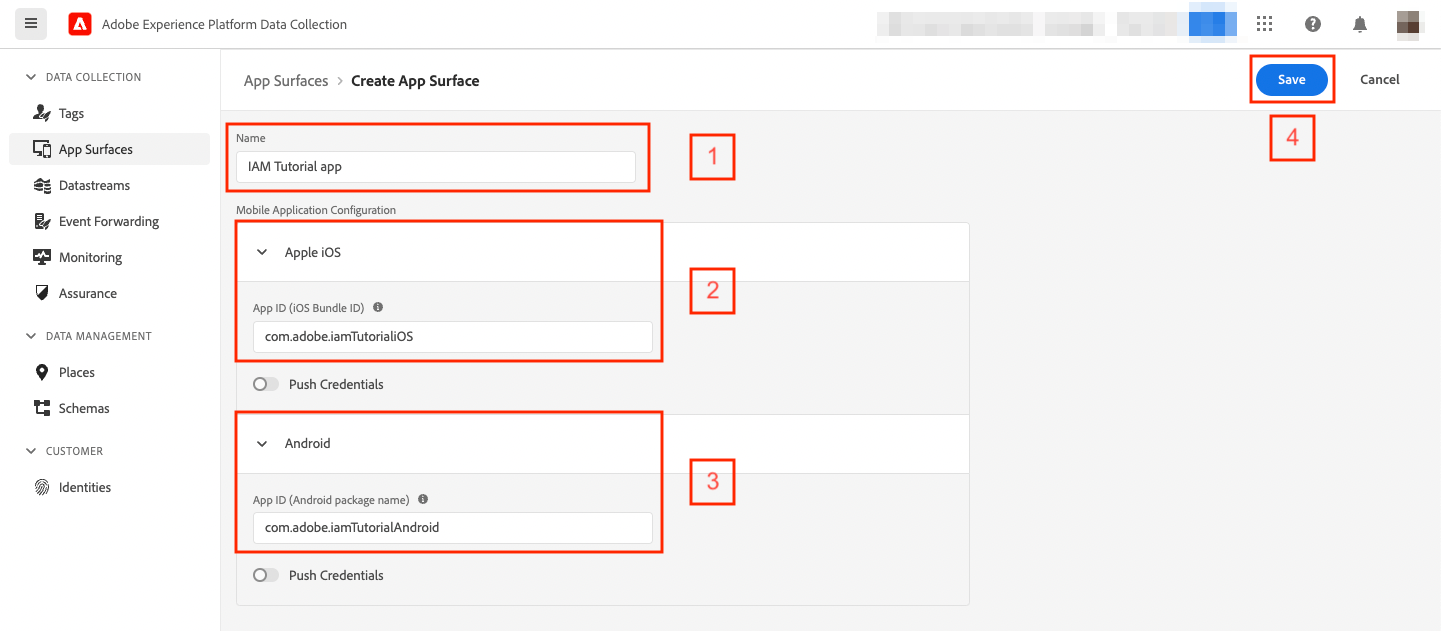 Adobe Experience Platform Data Collection
DATA COLLECTION
Tags
App Surfaces
Datastreams
Event Forwarding
Monitoring
Assurance
DATA MANAGEMENT
Places
Schemas
CUSTOMER
Identities
App Surfaces > Create App Surface
Save
Cancel
4
Name
IAM Tutorial app
1
Mobile Application Configuration
Apple iOS
2
App ID (iOS Bundle ID)
com.adobe.iamTutorialiOS
Push Credentials
Android
3
App ID (Android package name)
com.adobe.iamTutorialAndroid
Push Credentials